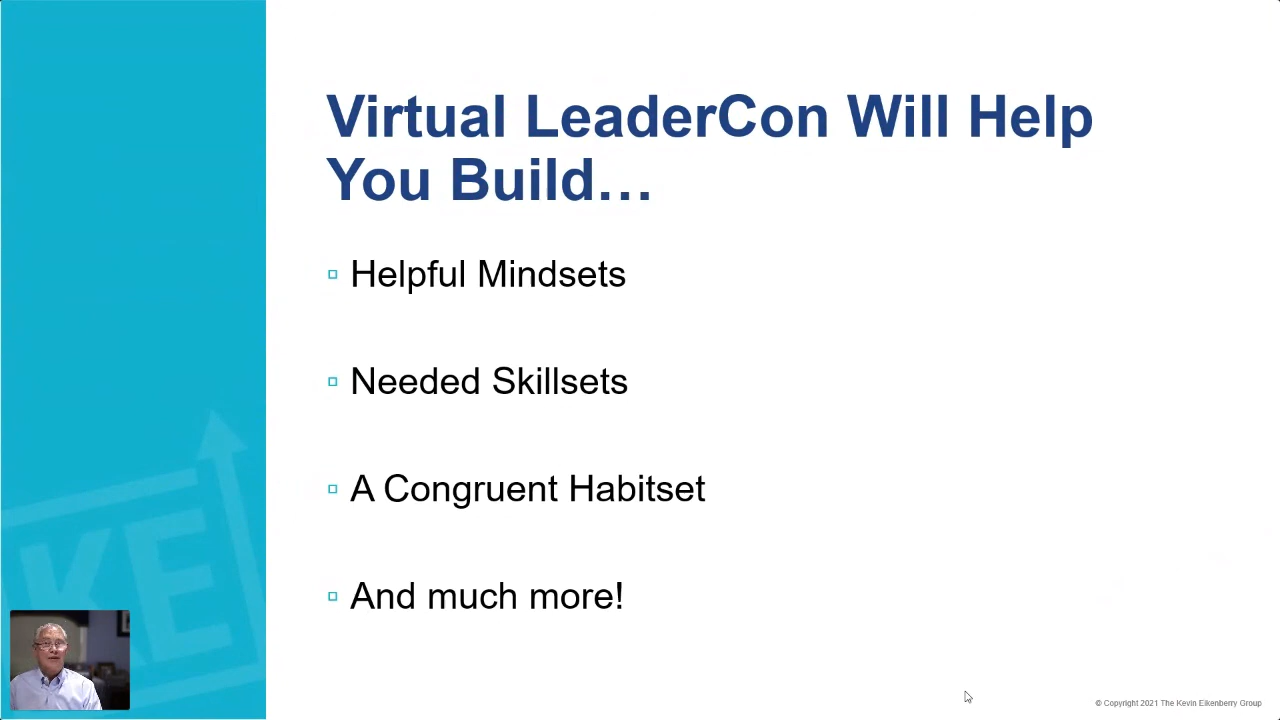 Virtual LeaderCon Will Help
You Build…
Helpful Mindsets
Needed Skillsets
A Congruent Habitset
And much more!
KE
© Copyright 2021 The Kevin Eikenberry Group